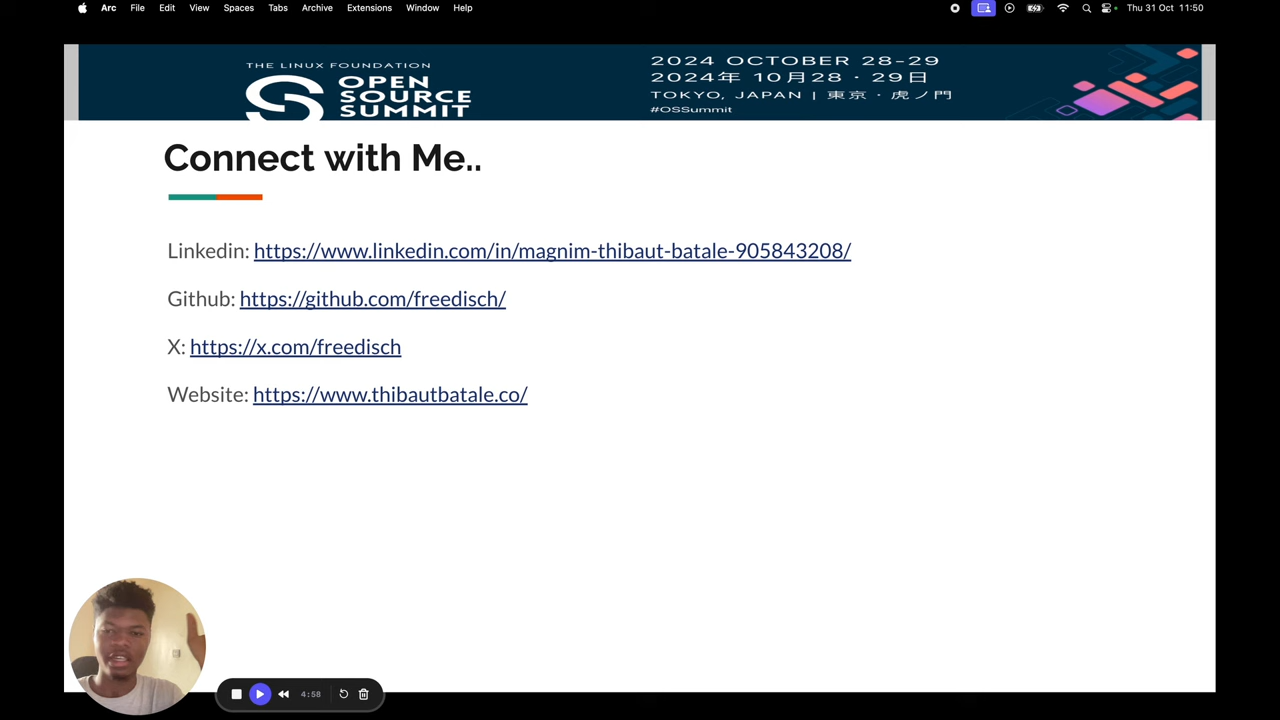 Arc File Edit View Spaces Tabs Archive Extensions Window Help Thu 31 Oct 11:50
THE LINUX FOUNDATION
OPEN
SOURCE
SUMMIT
2024 OCTOBER 28-29
2024年 10月28・29日
TOKYO, JAPAN | 東京・虎ノ門
#OSSummit
Connect with Me..
Linkedin: https://www.linkedin.com/in/magnim-thibaut-batale-905843208/
Github: https://github.com/freedisch/
X: https://x.com/freedisch
Website: https://www.thibautbatale.co/
4:58